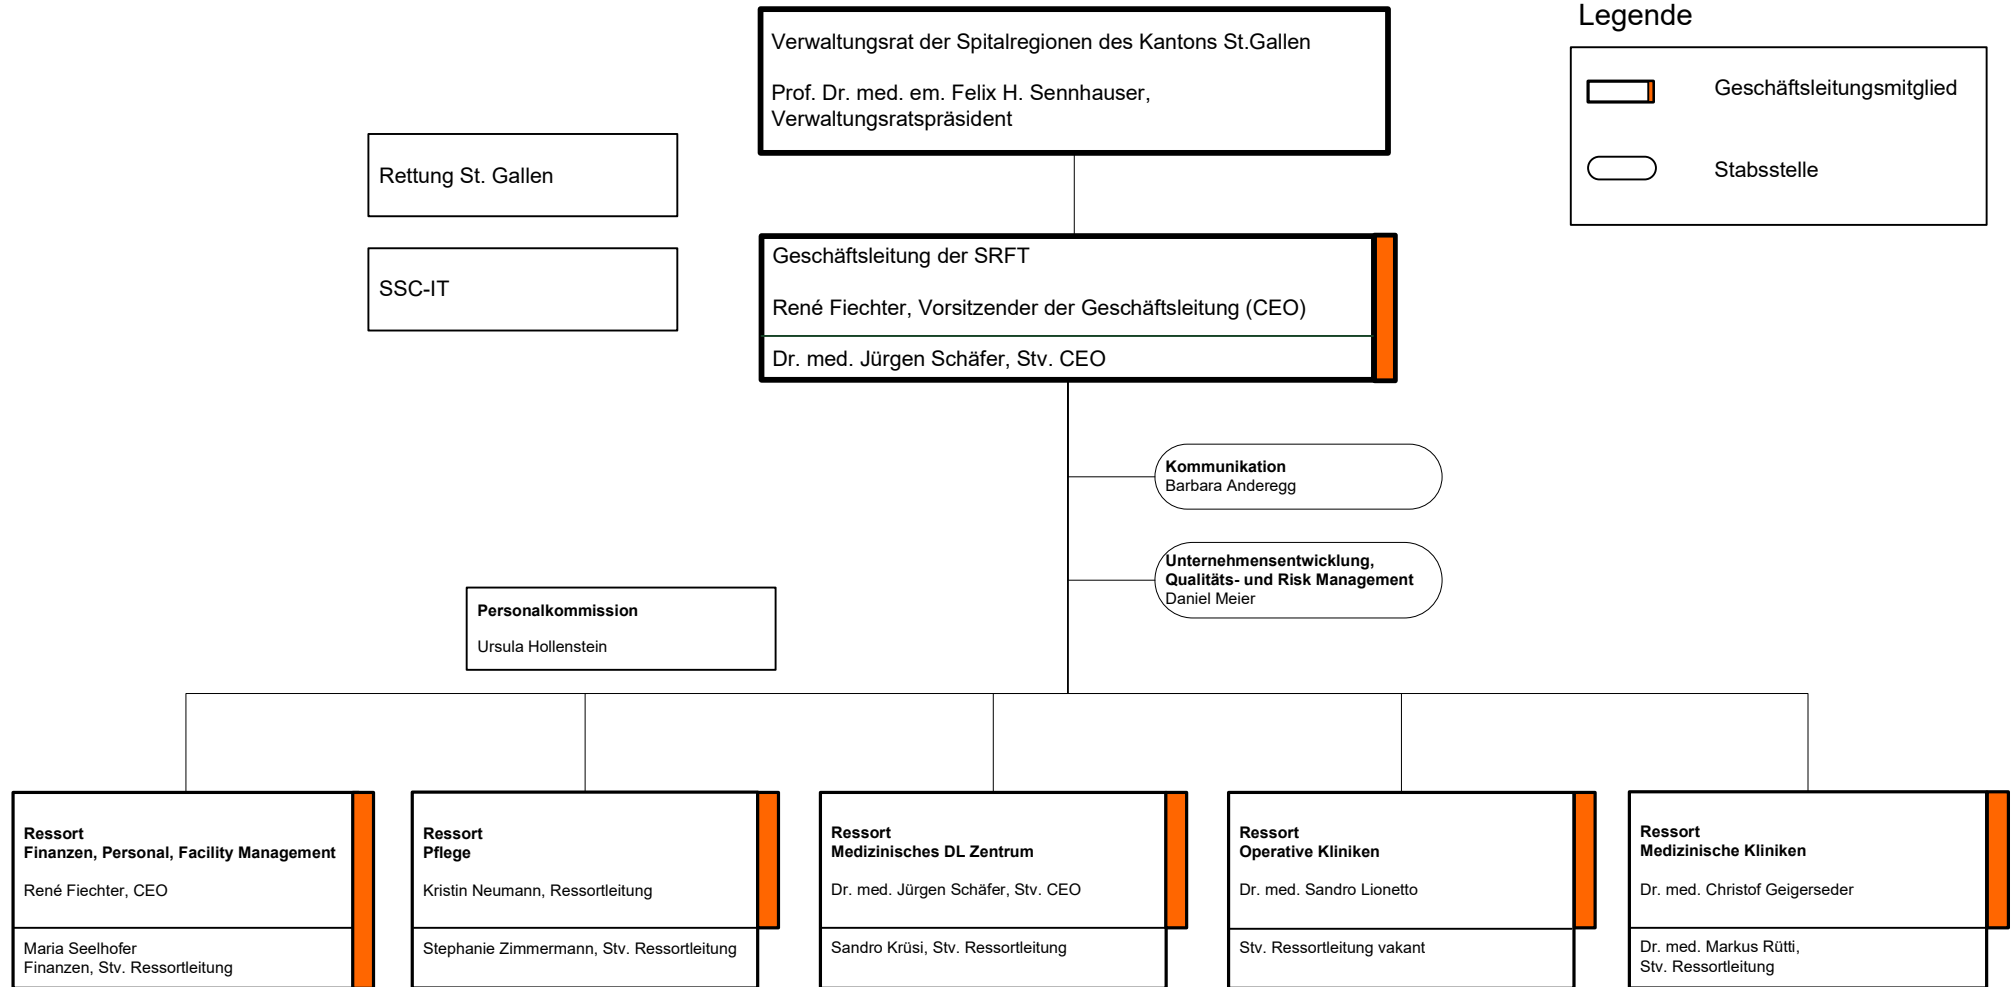 Legende
Geschäftsleitungsmitglied
Stabsstelle
Verwaltungsrat der Spitalregionen des Kantons St.Gallen
Prof. Dr. med. em. Felix H. Sennhauser,
Verwaltungsratspräsident
Rettung St. Gallen
SSC-IT
Geschäftsleitung der SRFT
René Fiechter, Vorsitzender der Geschäftsleitung (CEO)
Dr. med. Jürgen Schäfer, Stv. CEO
Kommunikation
Barbara Anderegg
Unternehmensentwicklung,
Qualitäts- und Risk Management
Daniel Meier
Personalkommission
Ursula Hollenstein
Ressort
Finanzen, Personal, Facility Management
René Fiechter, CEO
Maria Seelhofer
Finanzen, Stv. Ressortleitung
Ressort
Pflege
Kristin Neumann, Ressortleitung
Stephanie Zimmermann, Stv. Ressortleitung
Ressort
Medizinisches DL Zentrum
Dr. med. Jürgen Schäfer, Stv. CEO
Sandro Krüsi, Stv. Ressortleitung
Ressort
Operative Kliniken
Dr. med. Sandro Lionetto
Stv. Ressortleitung vakant
Ressort
Medizinische Kliniken
Dr. med. Christof Geigerseder
Dr. med. Markus Rütti,
Stv. Ressortleitung